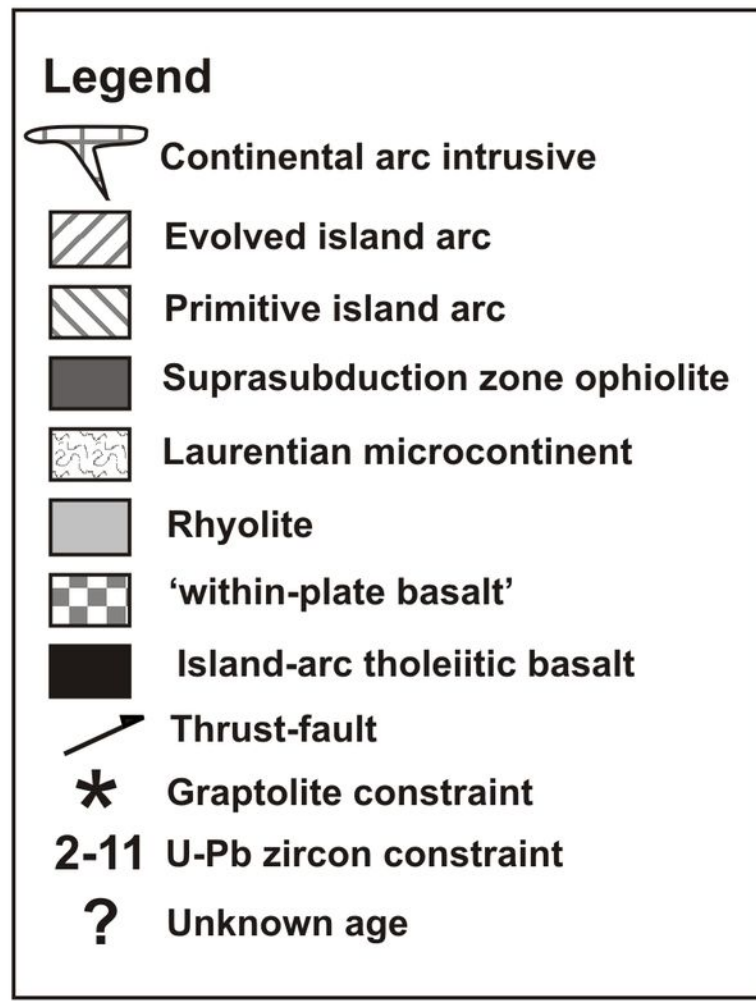 Legend
Continental arc intrusive
Evolved island arc
Primitive island arc
Suprasubduction zone ophiolite
Laurentian microcontinent
Rhyolite
‘within-plate basalt’
Island-arc tholeiitic basalt
Thrust-fault
* Graptolite constraint
2-11 U-Pb zircon constraint
? Unknown age